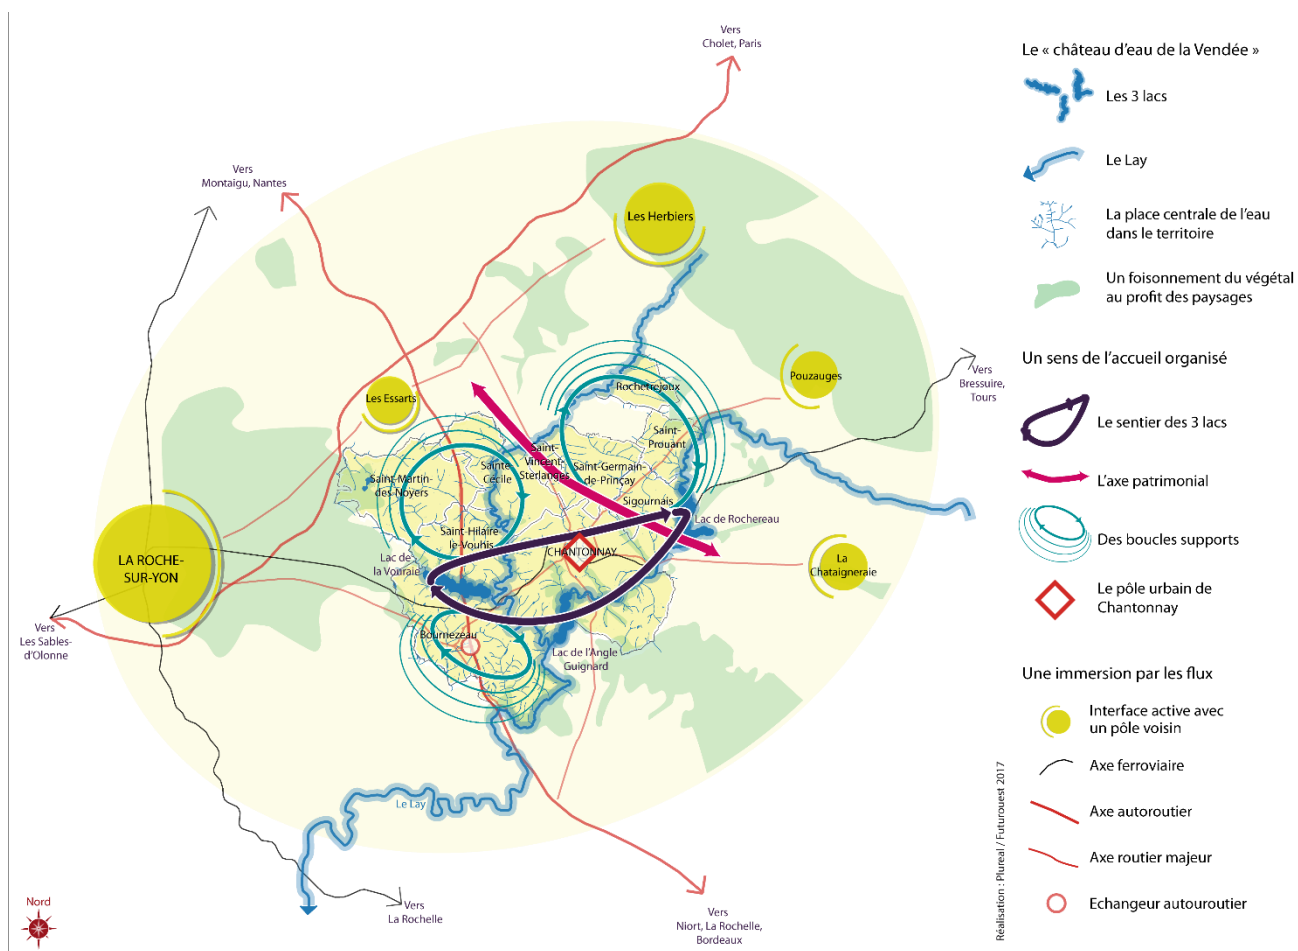 Vers
Cholet, Paris
Vers
Montaigu, Nantes
Les Herbiers
Pouzauges
Vers
Bressuire,
Tours
Les Essarts
Rochetrejoux
Saint-
Prouant
Saint-
Vincent-
Sterlanges
Sainte
Cécile
Saint-Germain-
de-Prinçay
Saint-Martin-
des-Noyers
Sigournais
Lac de Rochereau
Saint-Hilaire
le-Vouhis
CHANTONNAY
Lac de
la Vouraie
LA ROCHE-
SUR-YON
La
Chataigneraie
Vers
Les Sables-
d'Olonne
Bournezeau
Lac de l'Angle
Guignard
Le Lay
Vers
La Rochelle
Vers
Niort, La Rochelle,
Bordeaux
Nord
Le « château d'eau de la Vendée »
Les 3 lacs
Le Lay
La place centrale de l'eau
dans le territoire
Un foisonnement du végétal
au profit des paysages
Un sens de l'accueil organisé
Le sentier des 3 lacs
L'axe patrimonial
Des boucles supports
Le pôle urbain de
Chantonnay
Une immersion par les flux
Interface active avec
un pôle voisin
Axe ferroviaire
Axe autoroutier
Axe routier majeur
Echangeur autouroutier
Réalisation : Plureal / Futurouest 2017